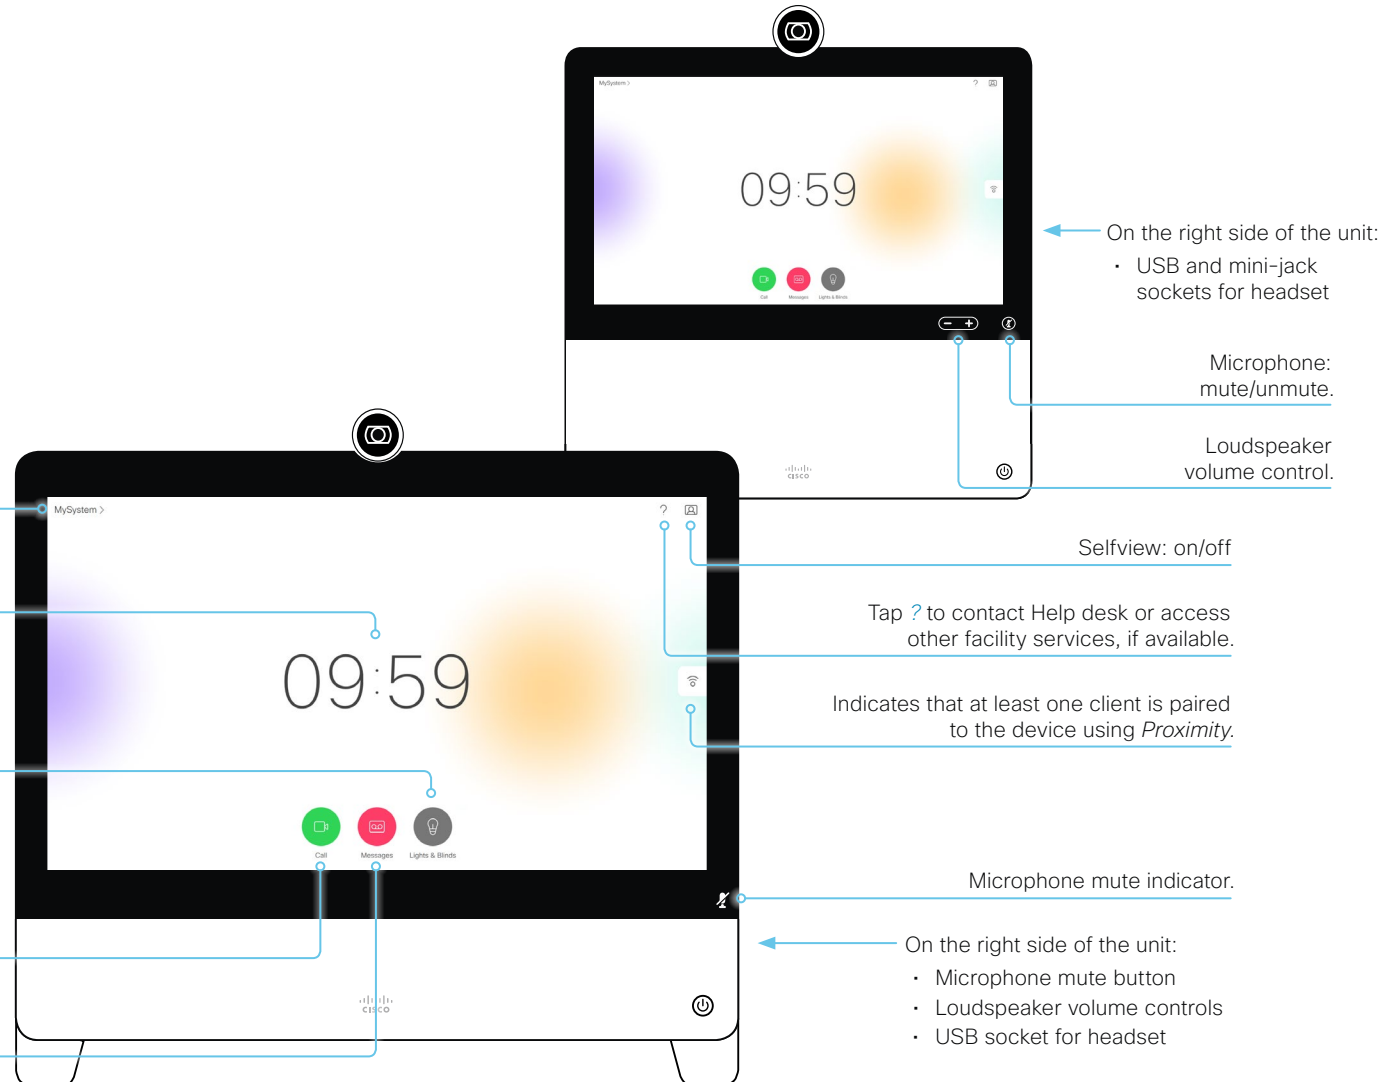 MySystem >
?
09:59
Call
Messages
Lights & Blinds
CISCO
On the right side of the unit:
• USB and mini-jack
sockets for headset
Microphone:
mute/unmute.
Loudspeaker
volume control.
MySystem >
?
09:59
Call
Messages
Lights & Blinds
CISCO
Selfview: on/off
Tap ? to contact Help desk or access
other facility services, if available.
Indicates that at least one client is paired
to the device using Proximity.
Microphone mute indicator.
On the right side of the unit:
• Microphone mute button
• Loudspeaker volume controls
• USB socket for headset